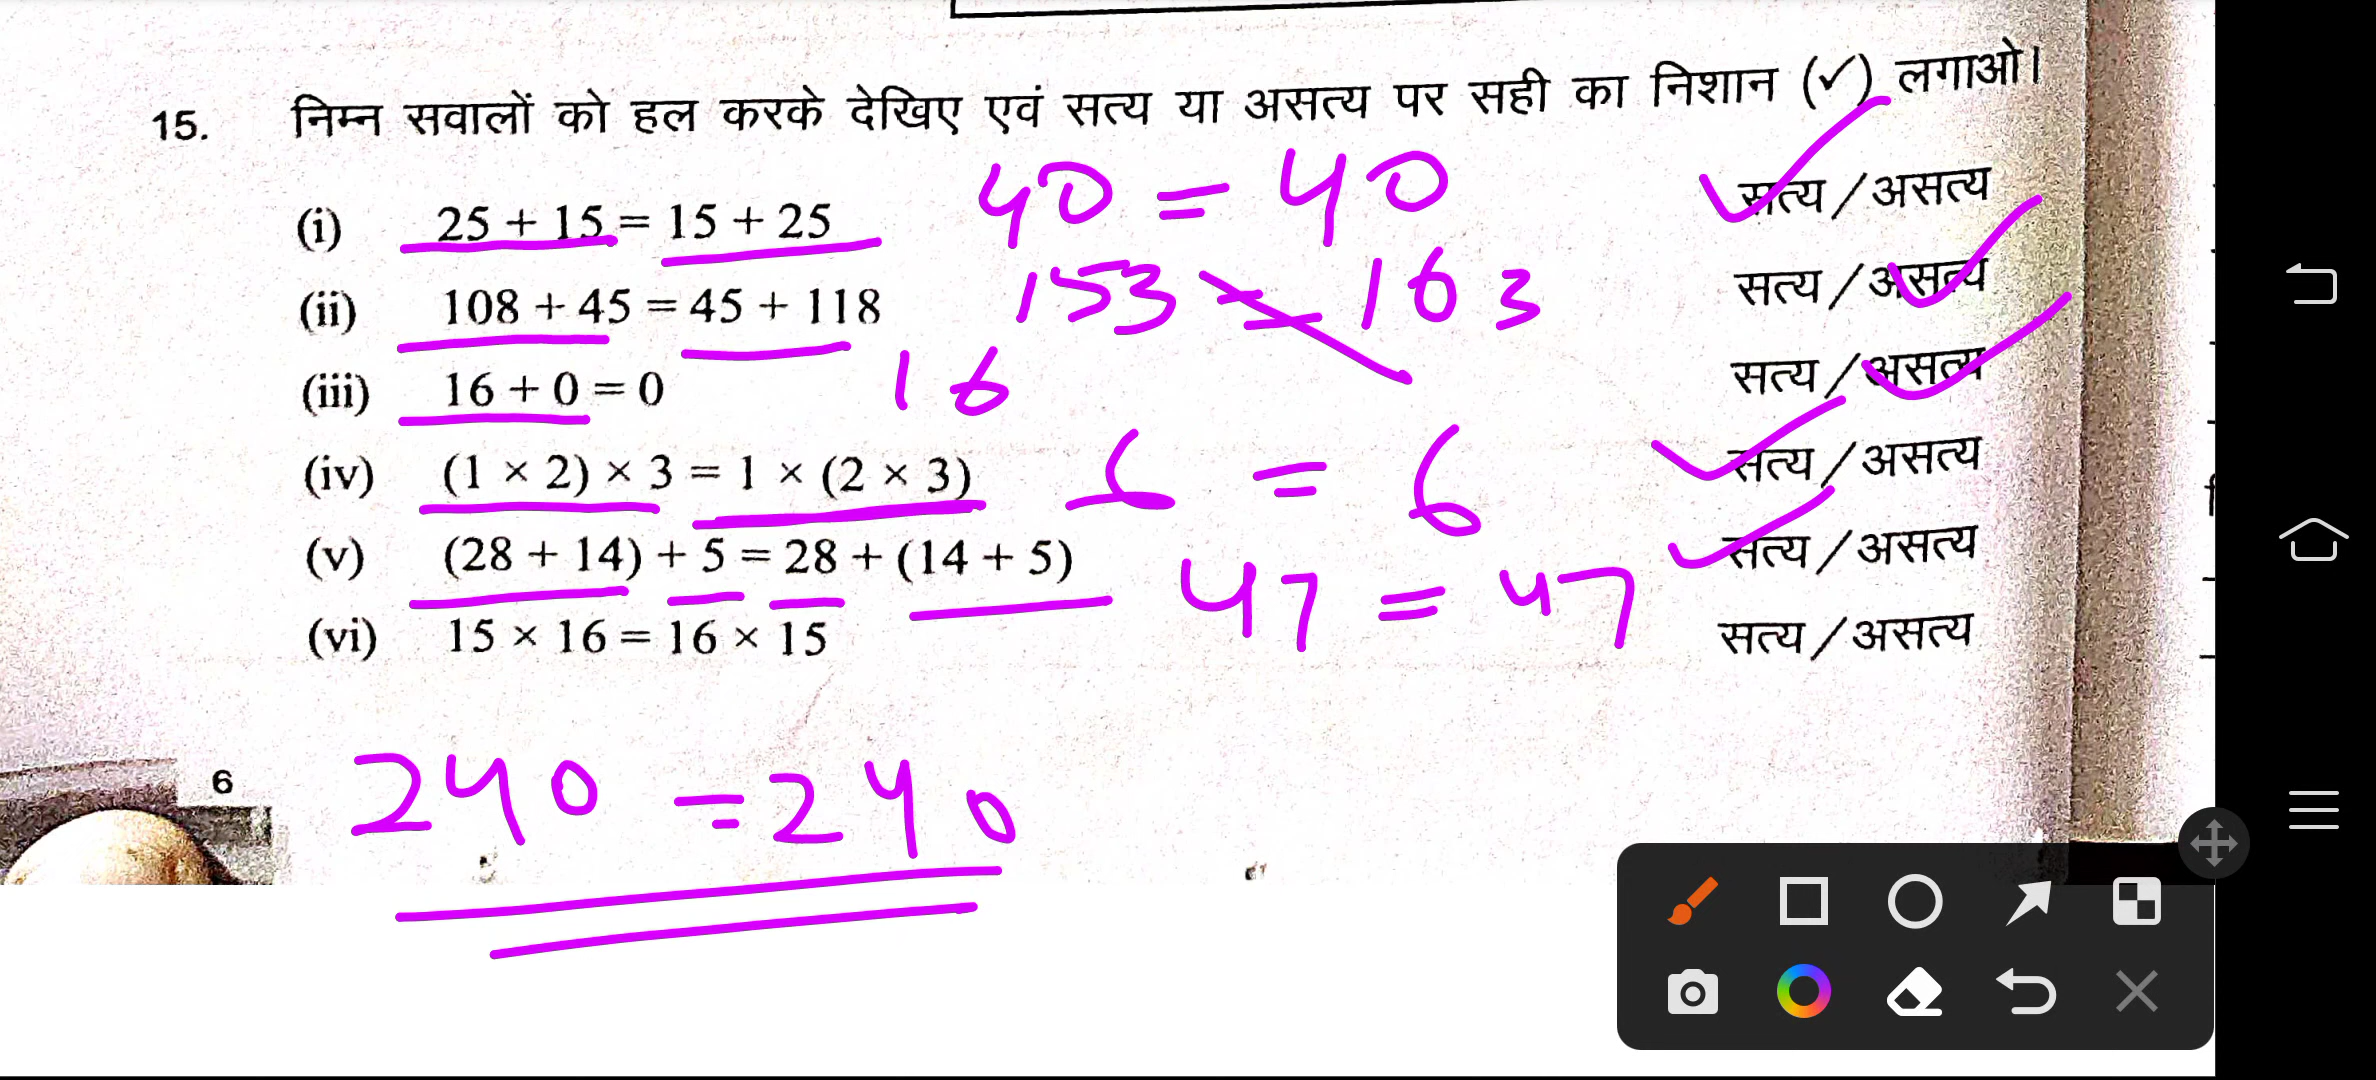 15. निम्न सवालों को हल करके देखिए एवं सत्य या असत्य पर सही का निशान (✓) लगाओ।
(i) 25 + 15 = 15 + 25 40 = 40 सत्य / असत्य
(ii) 108 + 45 = 45 + 118 153 = 163 सत्य / असत्य
(iii) 16 + 0 = 0 16 सत्य / असत्य
(iv) (1 × 2) × 3 = 1 × (2 × 3) 6 = 6 सत्य / असत्य
(v) (28 + 14) + 5 = 28 + (14 + 5) 47 = 47 सत्य / असत्य
(vi) 15 × 16 = 16 × 15 सत्य / असत्य
6
240 = 240